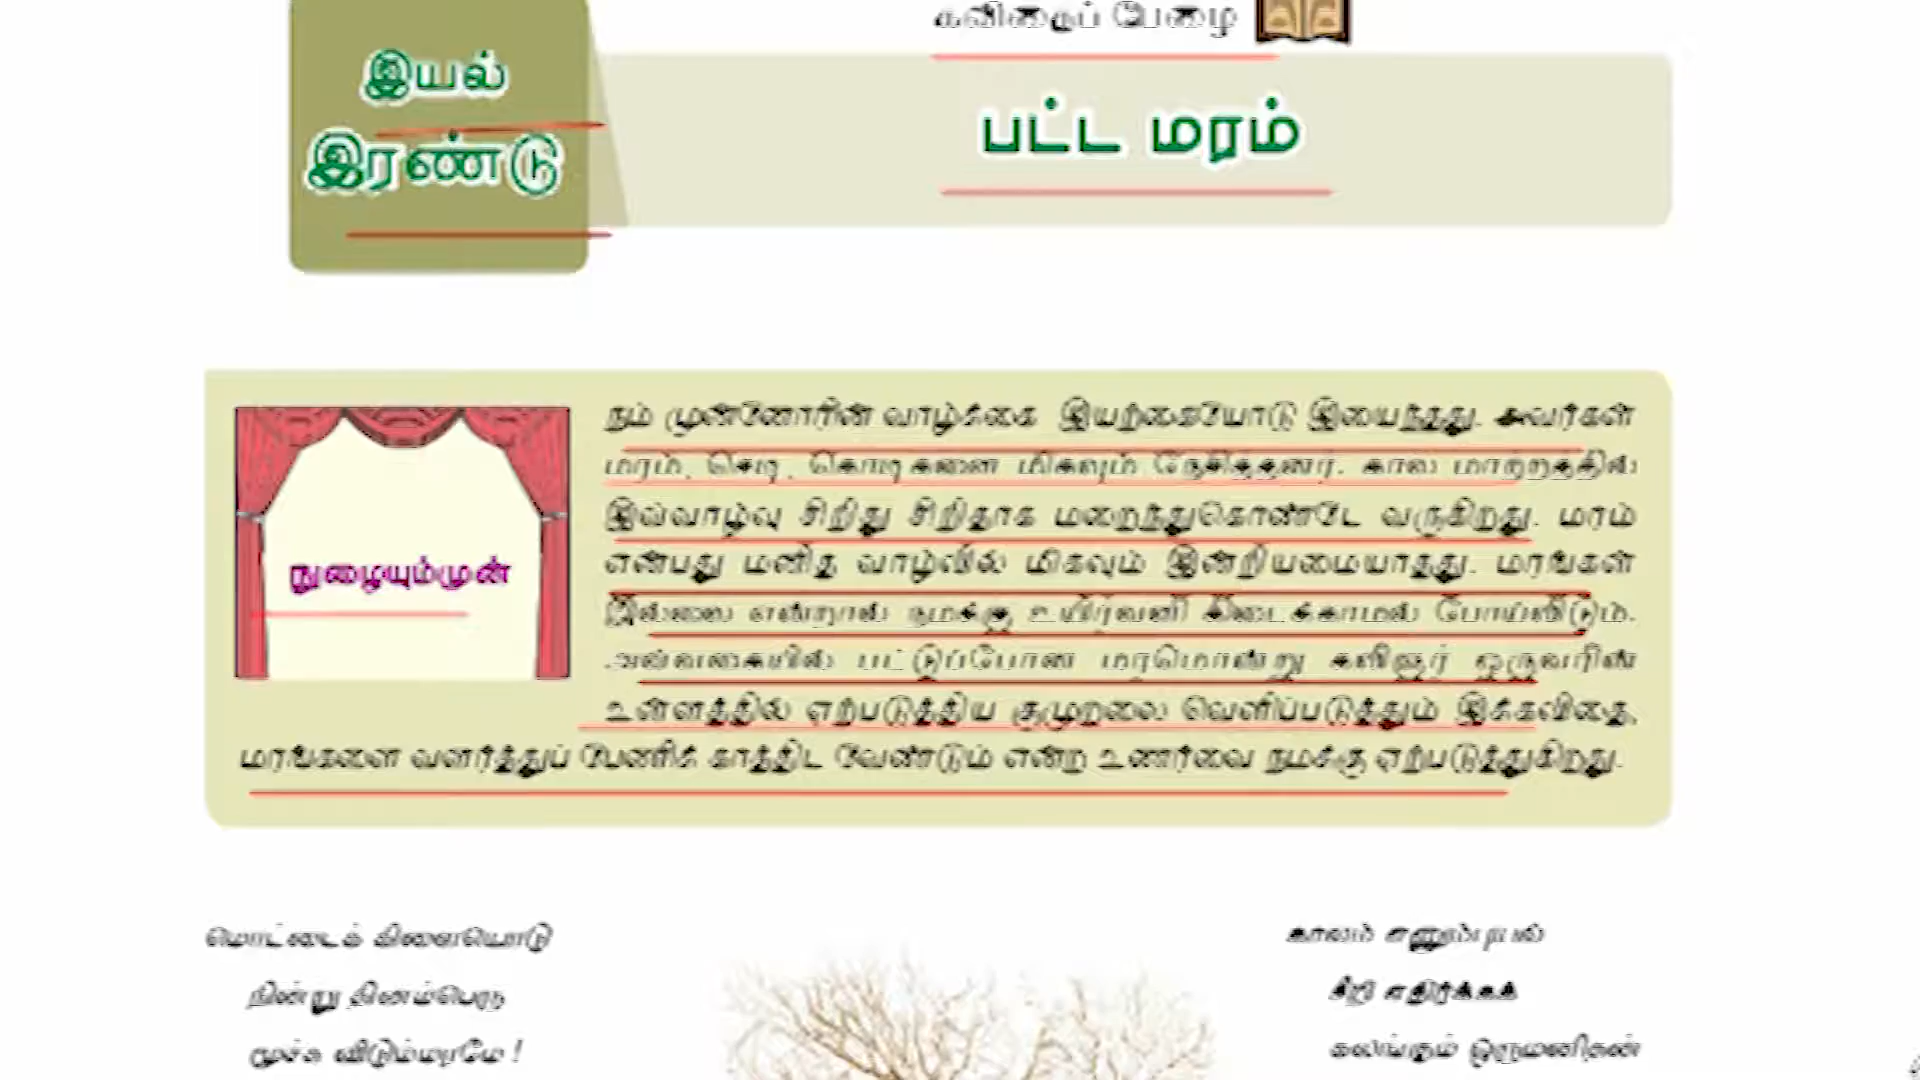 கவிதைப் பேழை
இயல்
இரண்டு
பட்ட மரம்
நுழையும்முன்
நம் முன்னோரின் வாழ்க்கை இயற்கையோடு இயைந்தது. அவர்கள்
மரம், செடி, கொடிகளை மிகவும் நேசித்தனர். கால மாற்றத்தில்
இவ்வாழ்வு சிறிது சிறிதாக மறைந்துகொண்டே வருகிறது. மரம்
என்பது மனித வாழ்வில் மிகவும் இன்றியமையாதது. மரங்கள்
இல்லை என்றால் நமக்கு உயிர்வளி கிடைக்காமல் போய்விடும்.
அவ்வகையில் பட்டுப்போன மரமொன்று கவிஞர் ஒருவரின்
உள்ளத்தில் ஏற்படுத்திய குமுறலை வெளிப்படுத்தும் இக்கவிதை,
மரங்களை வளர்த்துப் பேணிக் காத்திட வேண்டும் என்ற உணர்வை நமக்கு ஏற்படுத்துகிறது.
மொட்டைக் கிளையொடு
நின்று தினம்பெரு
மூச்சு விடும்மரமே!
காலம் எனும்புயல்
சீறி எதிர்க்கக்
கலங்கும் ஒருமனிதன்